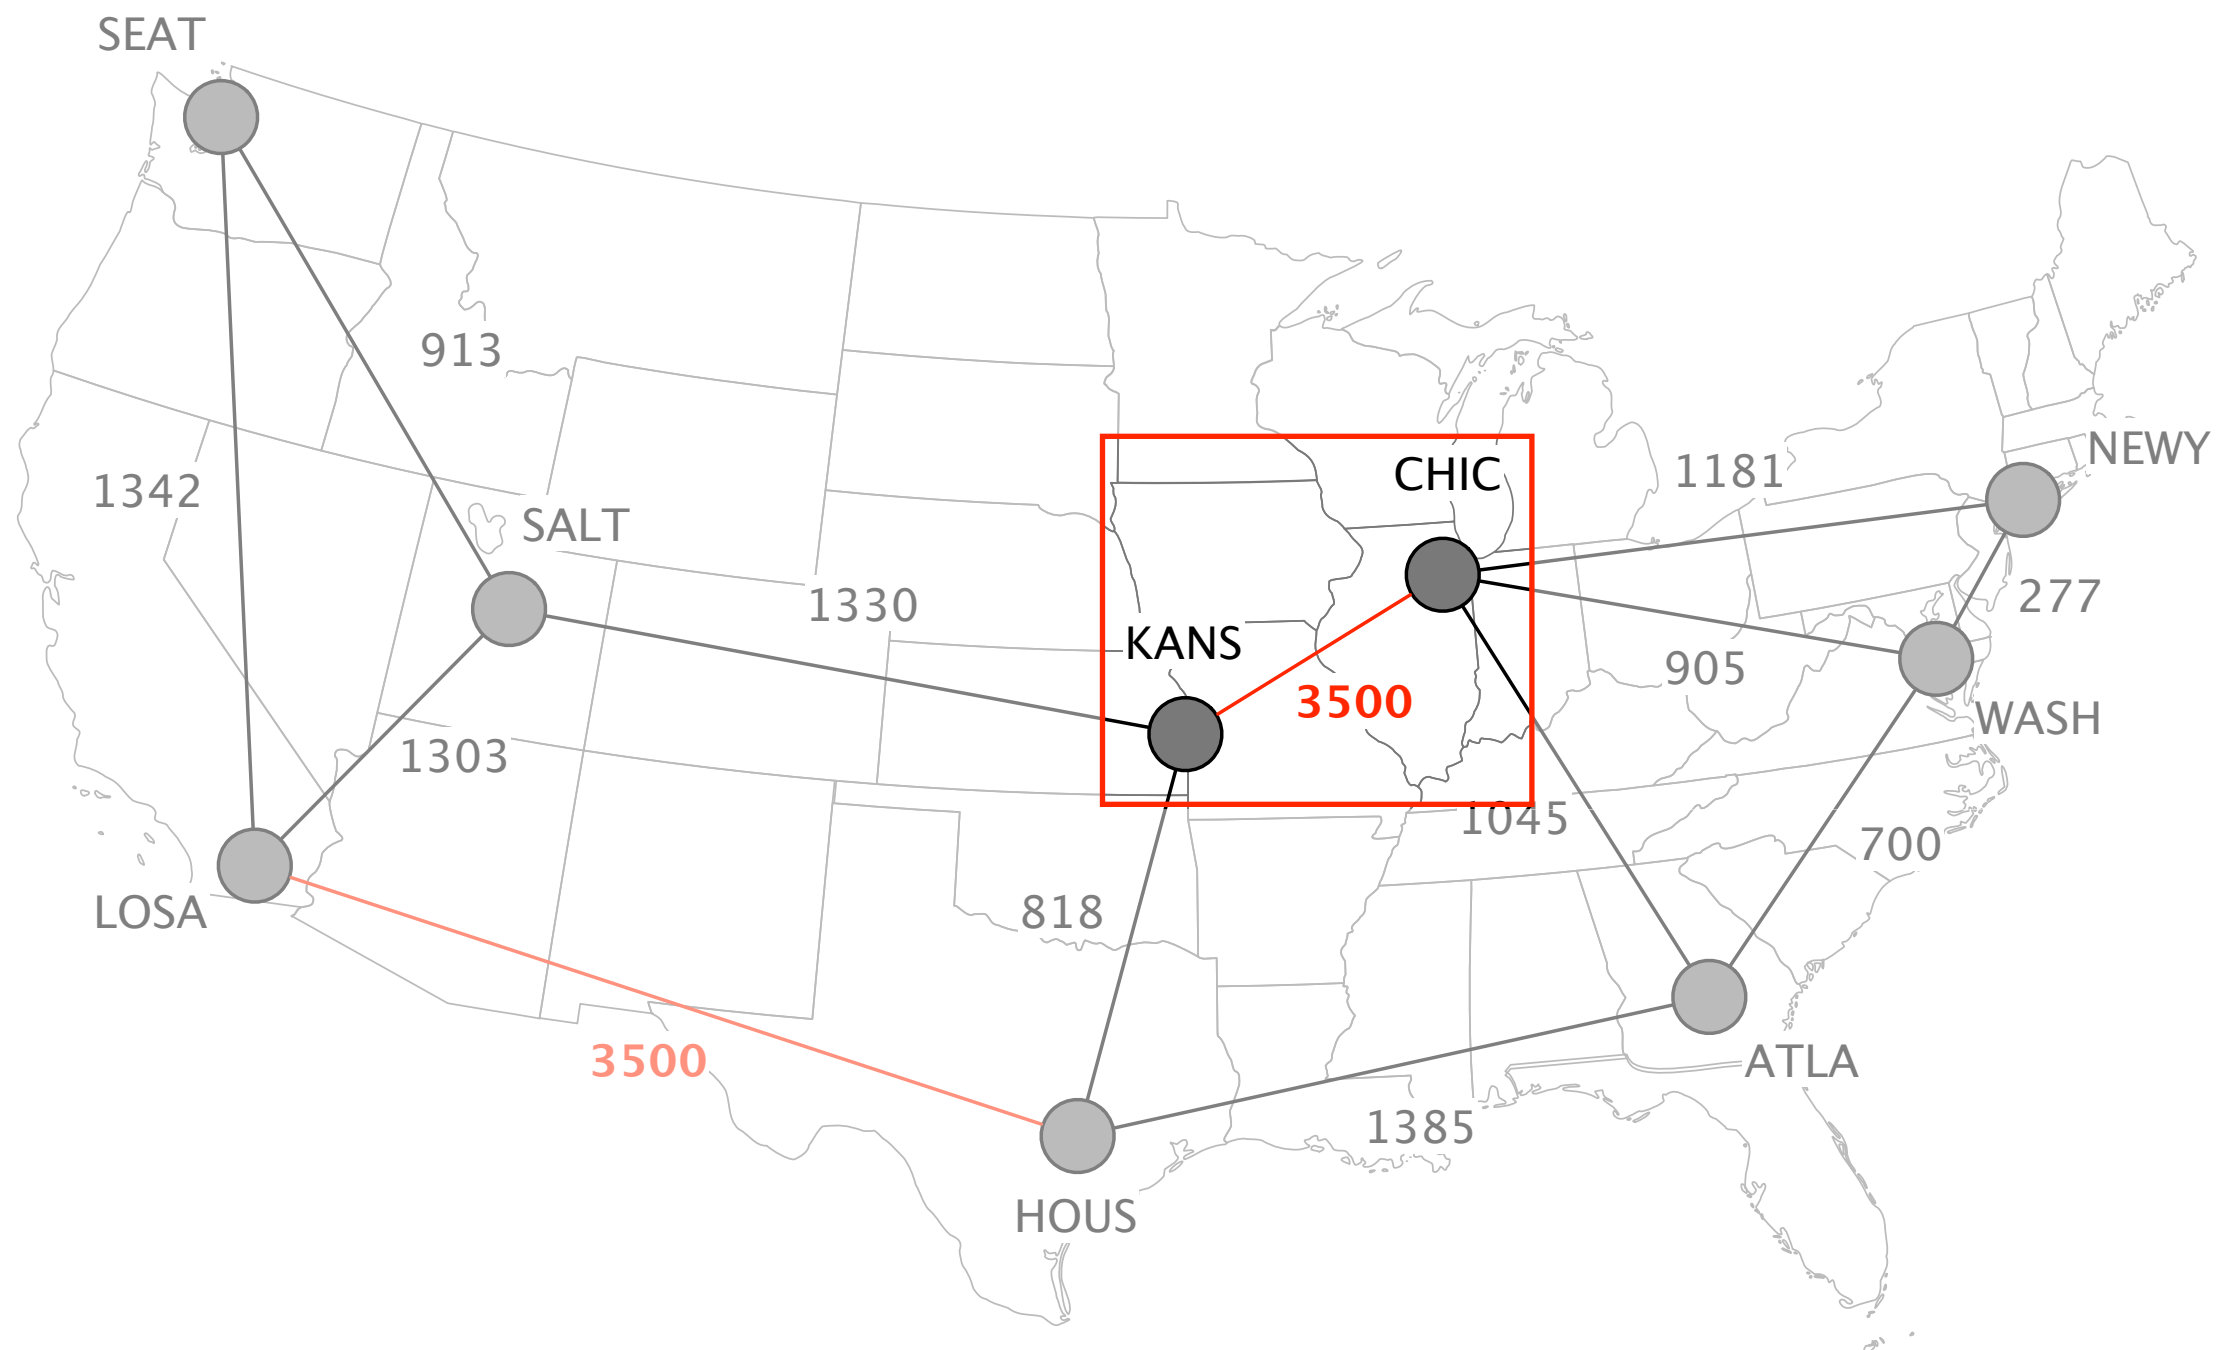 SEAT
913
NEWY
CHIC
1181
1342
SALT
277
1330
KANS
905
3500
WASH
1303
1045
700
LOSA
818
3500
ATLA
1385
HOUS